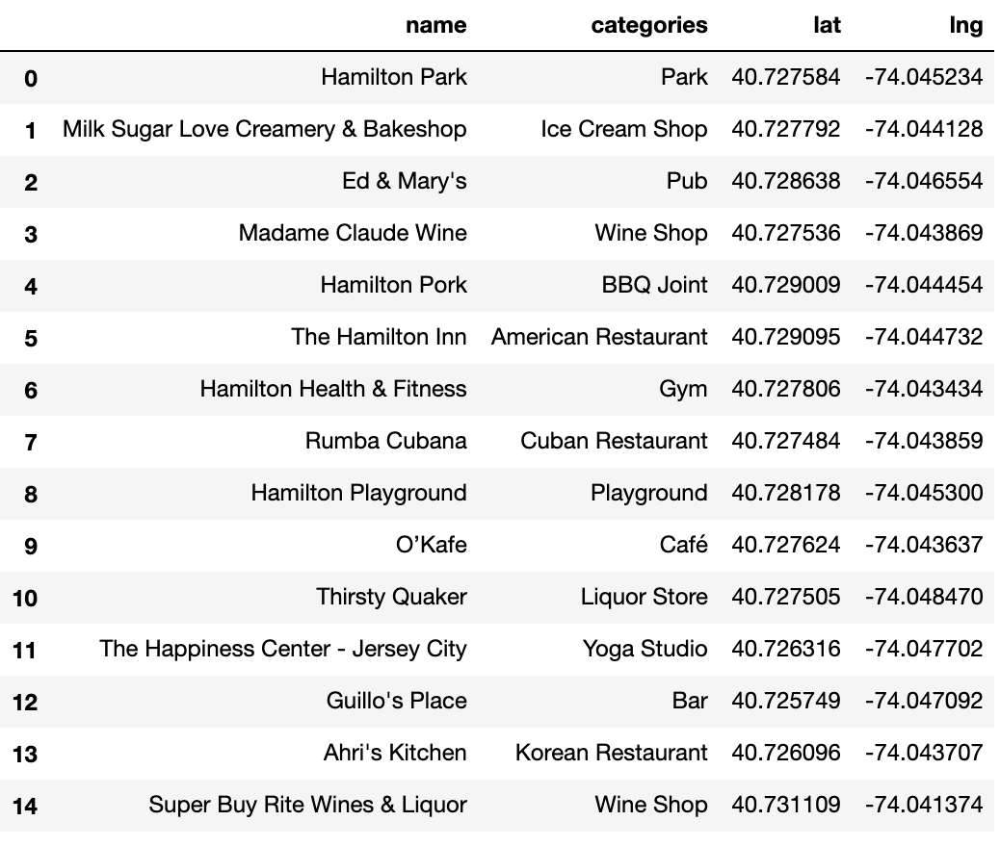 name categories lat lng
0 Hamilton Park Park 40.727584 -74.045234
1 Milk Sugar Love Creamery & Bakeshop Ice Cream Shop 40.727792 -74.044128
2 Ed & Mary's Pub 40.728638 -74.046554
3 Madame Claude Wine Wine Shop 40.727536 -74.043869
4 Hamilton Pork BBQ Joint 40.729009 -74.044454
5 The Hamilton Inn American Restaurant 40.729095 -74.044732
6 Hamilton Health & Fitness Gym 40.727806 -74.043434
7 Rumba Cubana Cuban Restaurant 40.727484 -74.043859
8 Hamilton Playground Playground 40.728178 -74.045300
9 O’Kafe Café 40.727624 -74.043637
10 Thirsty Quaker Liquor Store 40.727505 -74.048470
11 The Happiness Center - Jersey City Yoga Studio 40.726316 -74.047702
12 Guillo's Place Bar 40.725749 -74.047092
13 Ahri's Kitchen Korean Restaurant 40.726096 -74.043707
14 Super Buy Rite Wines & Liquor Wine Shop 40.731109 -74.041374